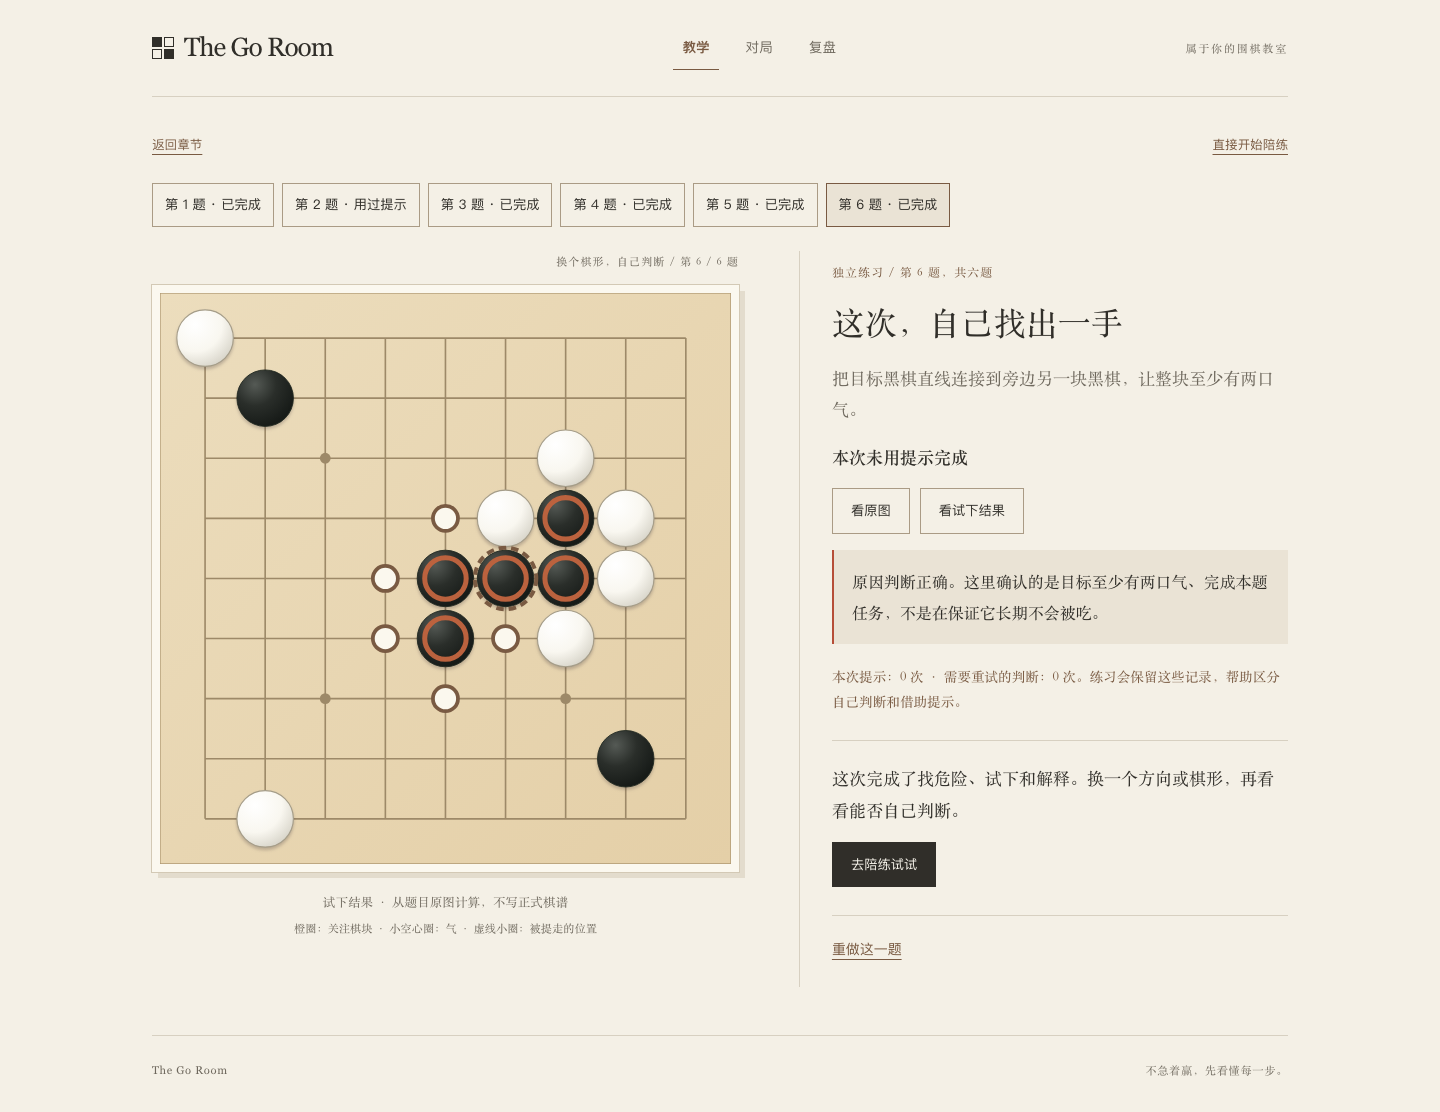 The Go Room
教学
对局
复盘
属于你的围棋教室
返回章节
直接开始陪练
第 1 题 · 已完成
第 2 题 · 用过提示
第 3 题 · 已完成
第 4 题 · 已完成
第 5 题 · 已完成
第 6 题 · 已完成
换个棋形，自己判断 / 第 6 / 6 题
独立练习 / 第 6 题，共六题
这次，自己找出一手
把目标黑棋直线连接到旁边另一块黑棋，让整块至少有两口
气。
本次未用提示完成
看原图
看试下结果
原因判断正确。这里确认的是目标至少有两口气、完成本题
任务，不是在保证它长期不会被吃。
本次提示：0 次 · 需要重试的判断：0 次。练习会保留这些记录，帮助区分
自己判断和借助提示。
这次完成了找危险、试下和解释。换一个方向或棋形，再看
看能否自己判断。
去陪练试试
重做这一题
试下结果 · 从题目原图计算，不写正式棋谱
橙圈：关注棋块 · 小空心圈：气 · 虚线小圈：被提走的位置
The Go Room
不急着赢，先看懂每一步。